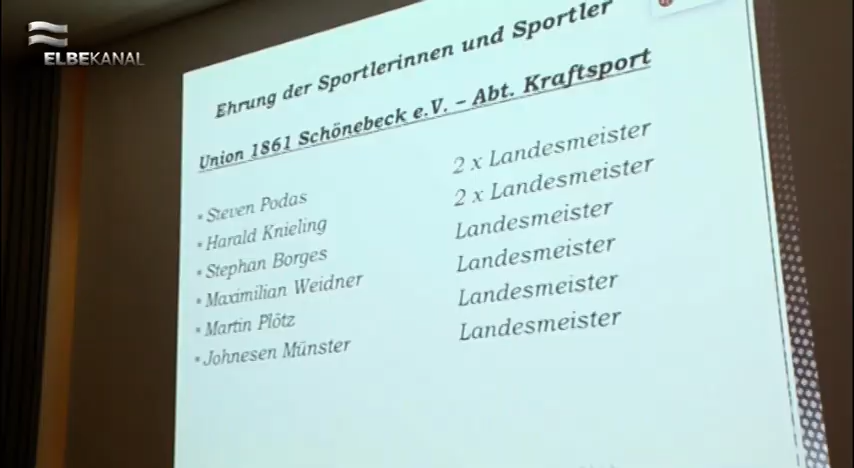 ELBEKANAL
Ehrung der Sportlerinnen und Sportler
Union 1861 Schönebeck e.V. – Abt. Kraftsport
▪ Steven Podas 2 x Landesmeister
▪ Harald Knieling 2 x Landesmeister
▪ Stephan Borges Landesmeister
▪ Maximilian Weidner Landesmeister
▪ Martin Plötz Landesmeister
▪ Johnesen Münster Landesmeister